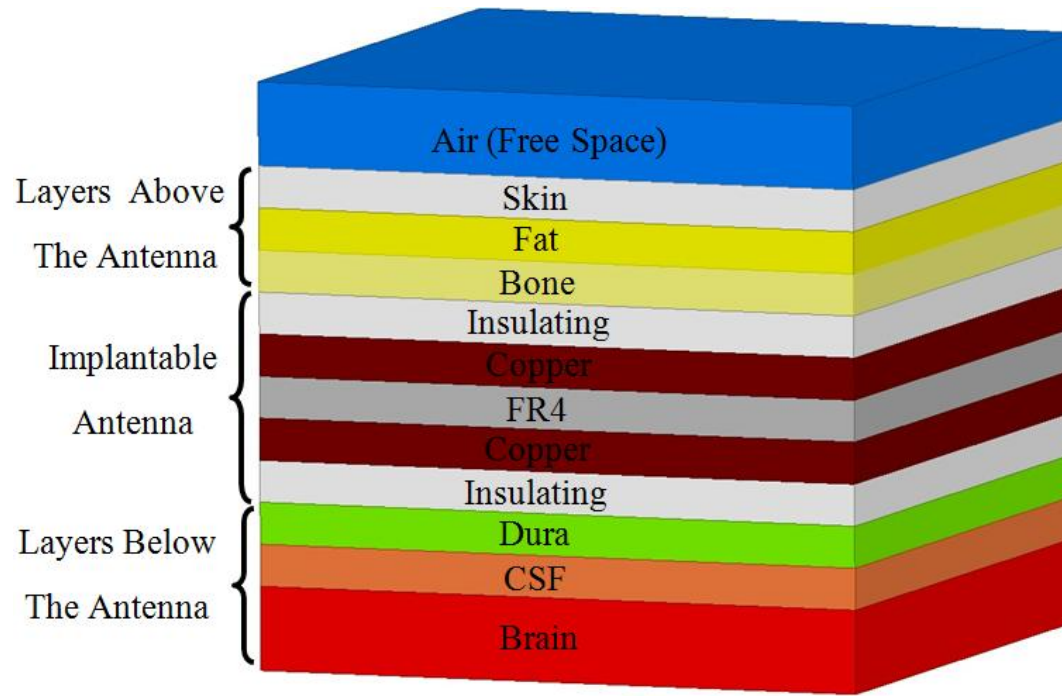 Air (Free Space)
Layers Above
The Antenna
Skin
Fat
Bone
Implantable
Antenna
Insulating
Copper
FR4
Copper
Insulating
Layers Below
The Antenna
Dura
CSF
Brain